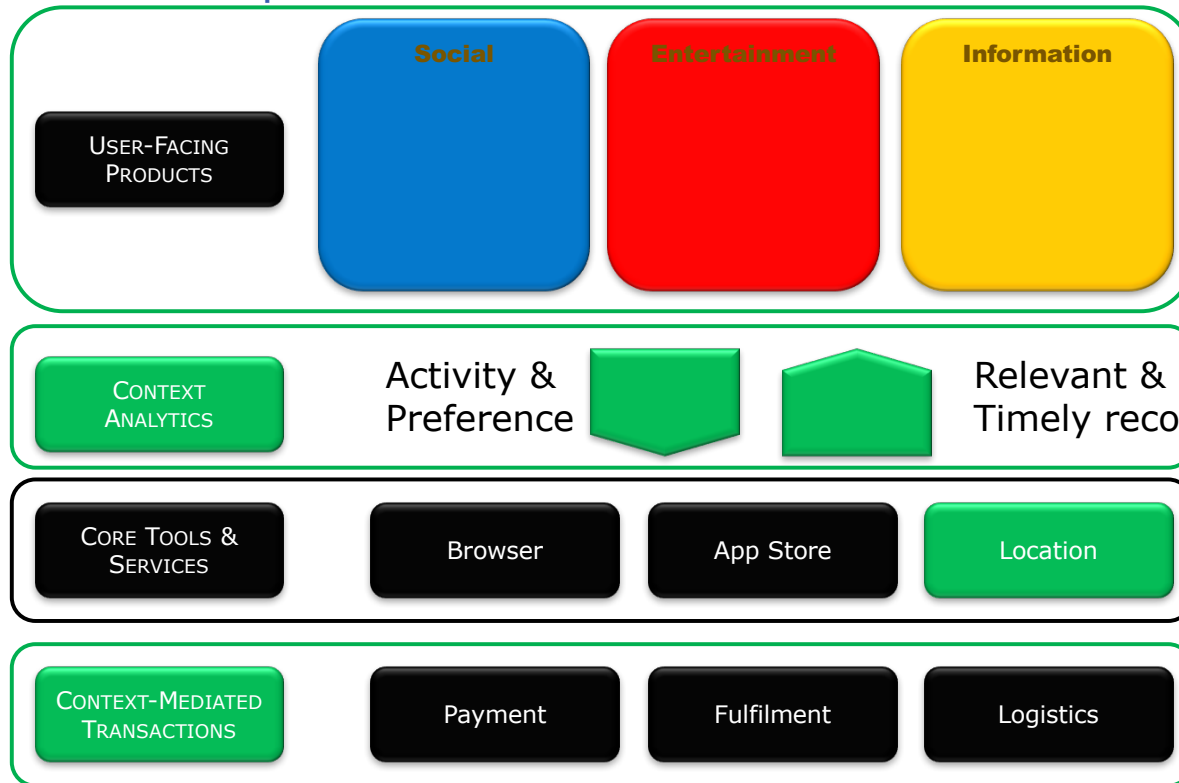 Social
Entertainment
Information
USER-FACING
PRODUCTS
CONTEXT
ANALYTICS
Activity &
Preference
Relevant &
Timely reco
CORE TOOLS &
SERVICES
Browser
App Store
Location
CONTEXT-MEDIATED
TRANSACTIONS
Payment
Fulfilment
Logistics